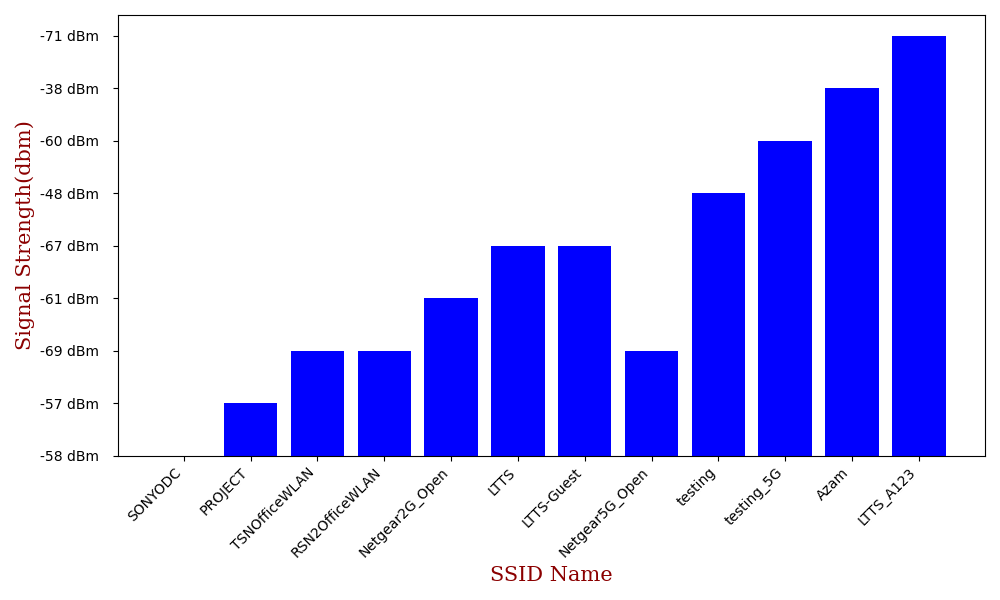 -71 dBm
-38 dBm
-60 dBm
-48 dBm
-67 dBm
-61 dBm
-69 dBm
-57 dBm
-58 dBm
Signal Strength(dbm)
SONYODC
PROJECT
TSNOfficeWLAN
RSN2OfficeWLAN
Netgear2G_Open
LTTS
LTTS-Guest
Netgear5G_Open
testing
testing_5G
Azam
LTTS_A123
SSID Name